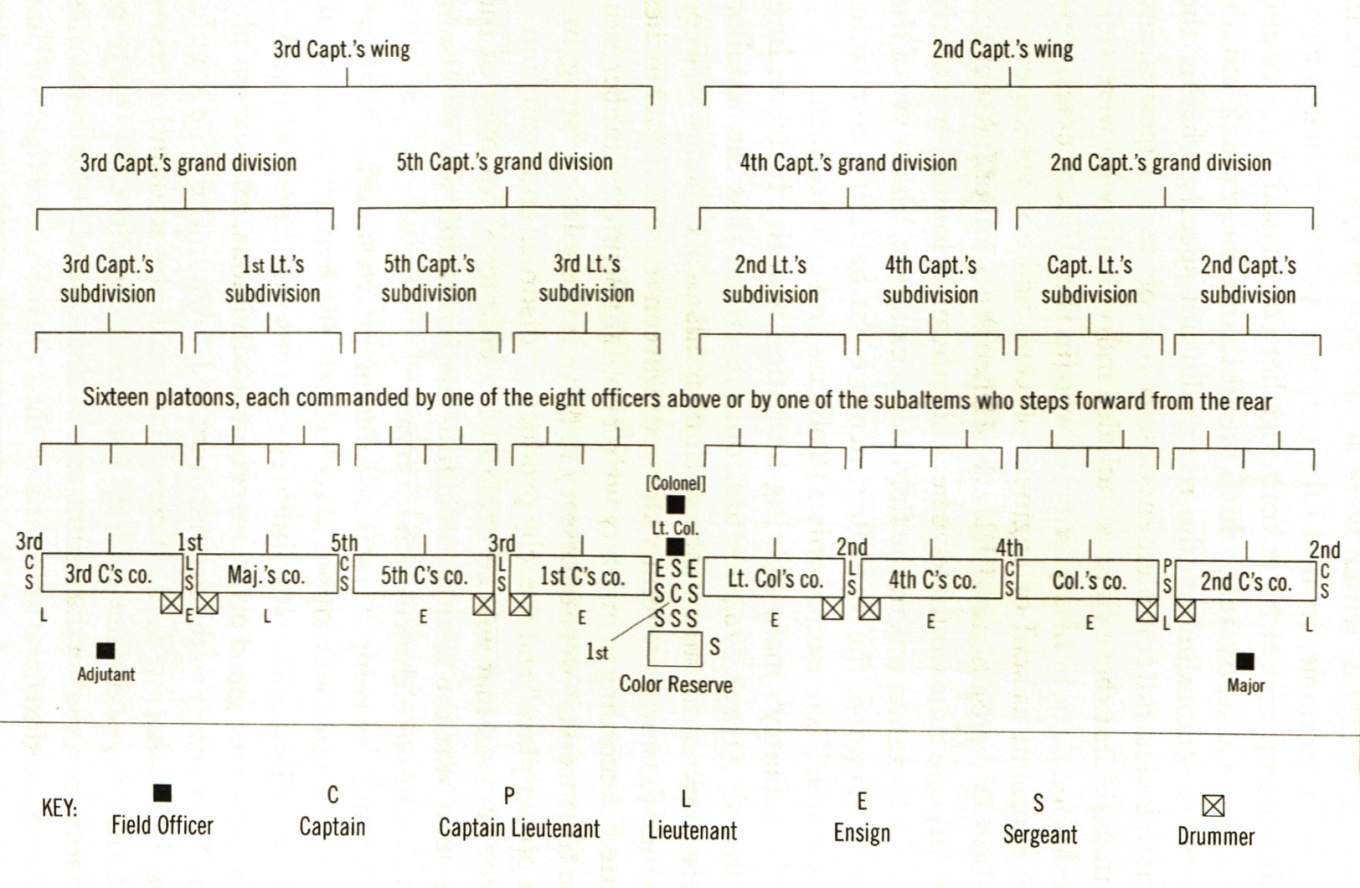 3rd Capt.'s wing 2nd Capt.'s wing
3rd Capt.'s grand division 5th Capt.'s grand division 4th Capt.'s grand division 2nd Capt.'s grand division
3rd Capt.'s 1st Lt.'s 5th Capt.'s 3rd Lt.'s 2nd Lt.'s 4th Capt.'s Capt. Lt.'s 2nd Capt.'s
subdivision subdivision subdivision subdivision subdivision subdivision subdivision subdivision
Sixteen platoons, each commanded by one of the eight officers above or by one of the subaltems who steps forward from the rear
[Colonel]
Lt. Col.
3rd 1st 5th 3rd 2nd 4th 2nd
C L C L E S E L C P C
S S S S S C S S S S S
3rd C's co. Maj.'s co. 5th C's co. 1st C's co. Lt. Col's co. 4th C's co. Col.'s co. 2nd C's co.
L E L E E S S S E E E L L
1st S
Adjutant Color Reserve Major
KEY: C P L E S
Field Officer Captain Captain Lieutenant Lieutenant Ensign Sergeant Drummer